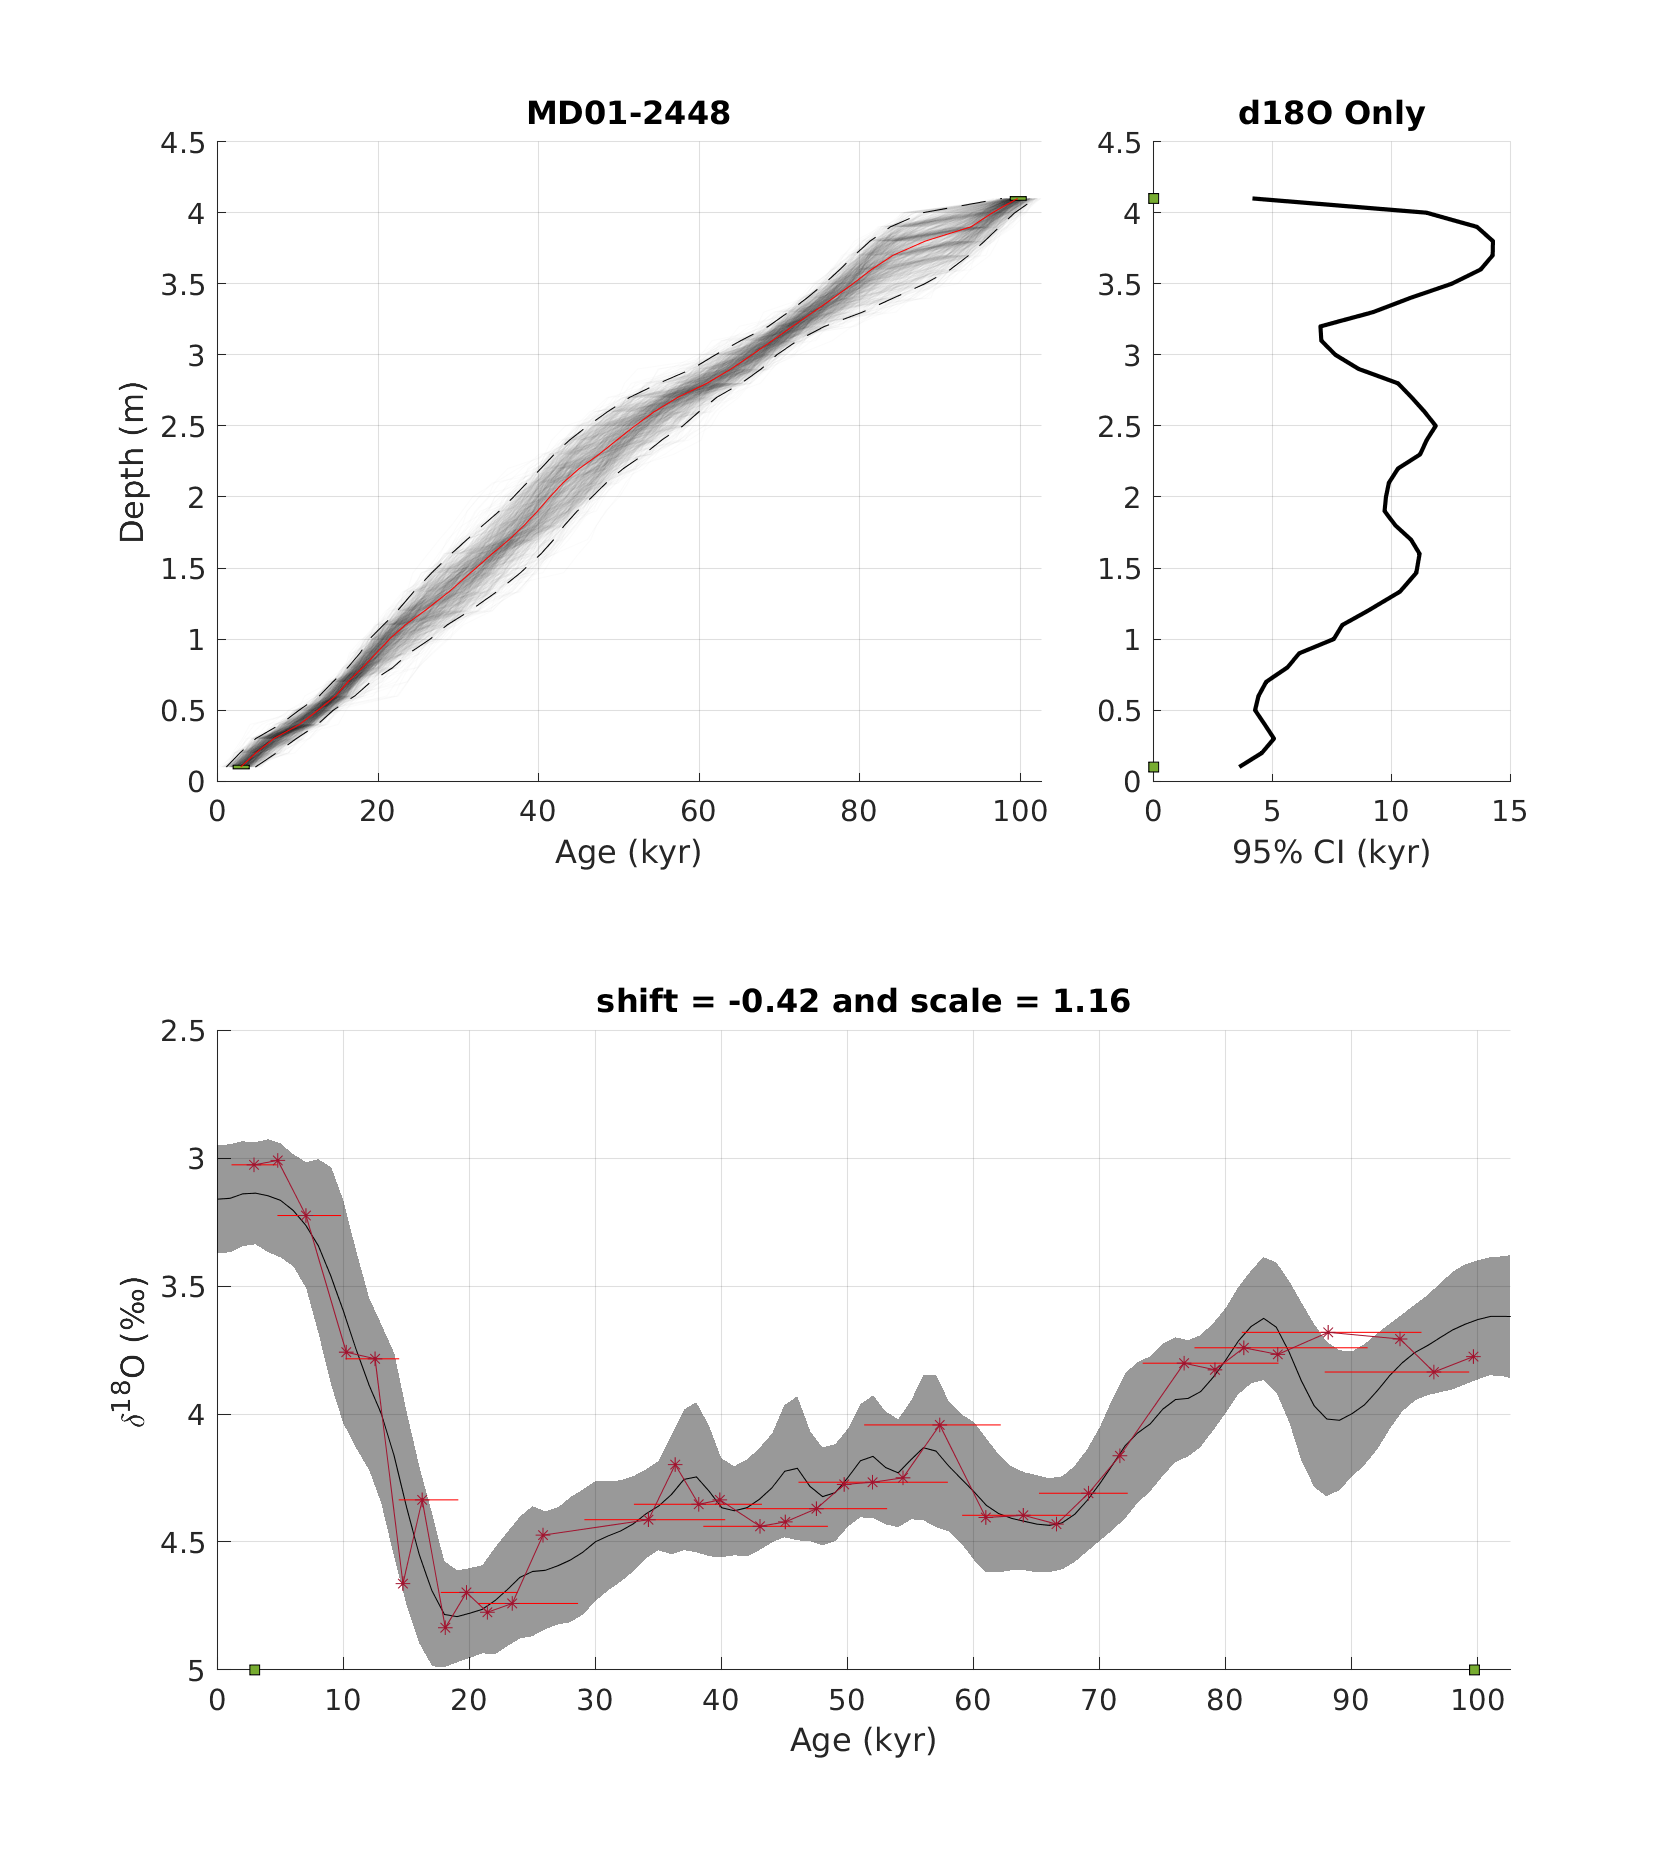 MD01-2448
d18O Only
4.5
4
3.5
3
2.5
2
1.5
1
0.5
0
Depth (m)
0 20 40 60 80 100
Age (kyr)
4.5
4
3.5
3
2.5
2
1.5
1
0.5
0
0 5 10 15
95% CI (kyr)
shift = -0.42 and scale = 1.16
2.5
3
3.5
4
4.5
5
δ18O (‰)
0 10 20 30 40 50 60 70 80 90 100
Age (kyr)